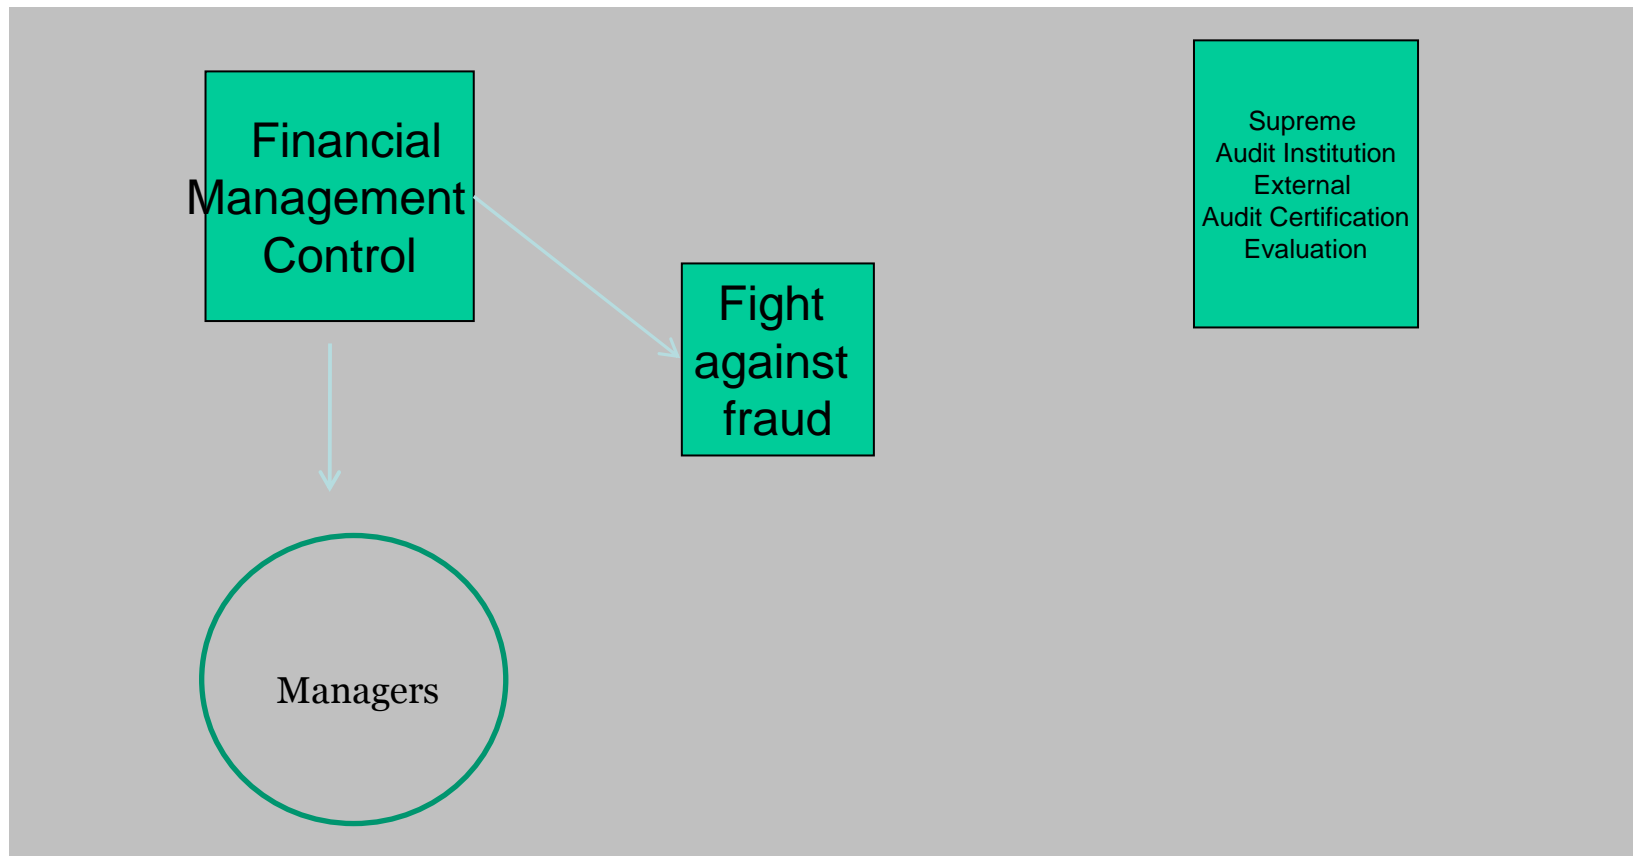 Financial
Management
Control
Supreme
Audit Institution
External
Audit Certification
Evaluation
Fight
against
fraud
Managers